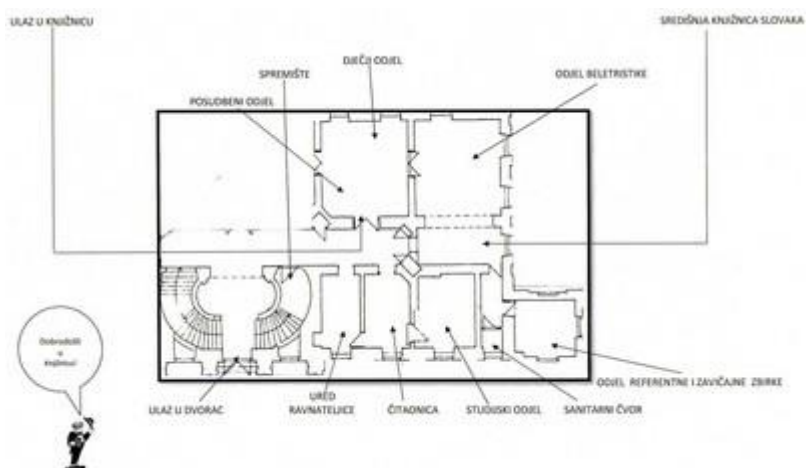 ULAZ U KNJIŽNICU
SREDIŠNJA KNJIŽNICA SLOVAKA
DJEČJI ODJEL
SPREMIŠTE
ODJEL BELETRISTIKE
POSUDBENI ODJEL
Dobrodošli
u
knjižnicu!
ODJEL REFERENTNE I ZAVIČAJNE ZBIRKE
ULAZ U DVORAC
URED
RAVNATELJICE
ČITAONICA
STUDIJSKI ODJEL
SANITARNI ČVOR